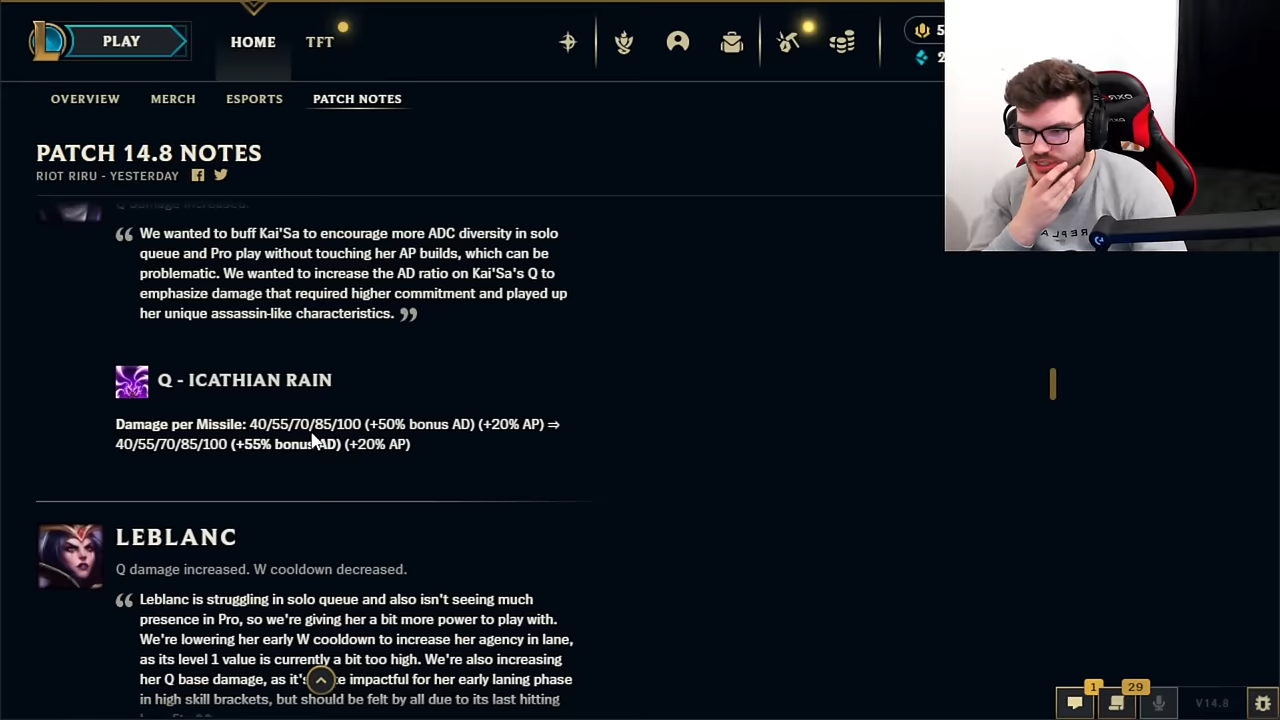 PLAY
HOME
TFT
5
2
OVERVIEW
MERCH
ESPORTS
PATCH NOTES
PATCH 14.8 NOTES
RIOT RIRU - YESTERDAY
Q damage increased.
“ We wanted to buff Kai'Sa to encourage more ADC diversity in solo
queue and Pro play without touching her AP builds, which can be
problematic. We wanted to increase the AD ratio on Kai'Sa's Q to
emphasize damage that required higher commitment and played up
her unique assassin-like characteristics. ”
Q - ICATHIAN RAIN
Damage per Missile: 40/55/70/85/100 (+50% bonus AD) (+20% AP) ⇒
40/55/70/85/100 (+55% bonus AD) (+20% AP)
LEBLANC
Q damage increased. W cooldown decreased.
“ Leblanc is struggling in solo queue and also isn't seeing much
presence in Pro, so we're giving her a bit more power to play with.
We're lowering her early W cooldown to increase her agency in lane,
as its level 1 value is currently a bit too high. We're also increasing
her Q base damage, as it's impactful for her early laning phase
in high skill brackets, but should be felt by all due to its last hitting
1
29
V14.8